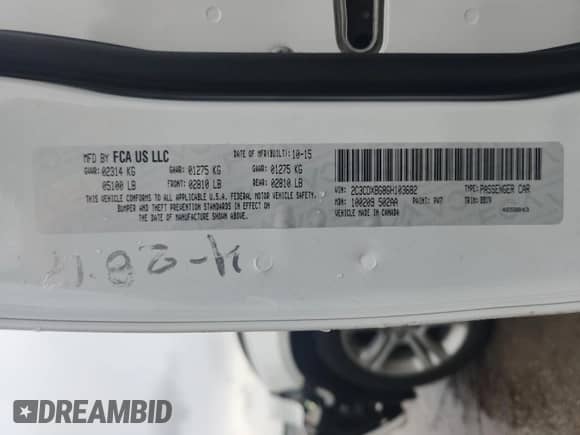 MFD BY FCA US LLC
DATE OF MFR(BUILT): 10-15
GVWR: 02314 KG GAWR: 01275 KG GAWR: 01275 KG
05100 LB FRONT: 02810 LB REAR: 02810 LB
THIS VEHICLE CONFORMS TO ALL APPLICABLE U.S.A. FEDERAL MOTOR VEHICLE SAFETY,
BUMPER AND THEFT PREVENTION STANDARDS IN EFFECT ON
THE DATE OF MANUFACTURE SHOWN ABOVE.
VIN: 2C3CDXBG8GH103682 TYPE: PASSENGER CAR
MDH: 100209 502AA PAINT: PW7 TRIM:
VEHICLE MADE IN CANADA
DREAMBID